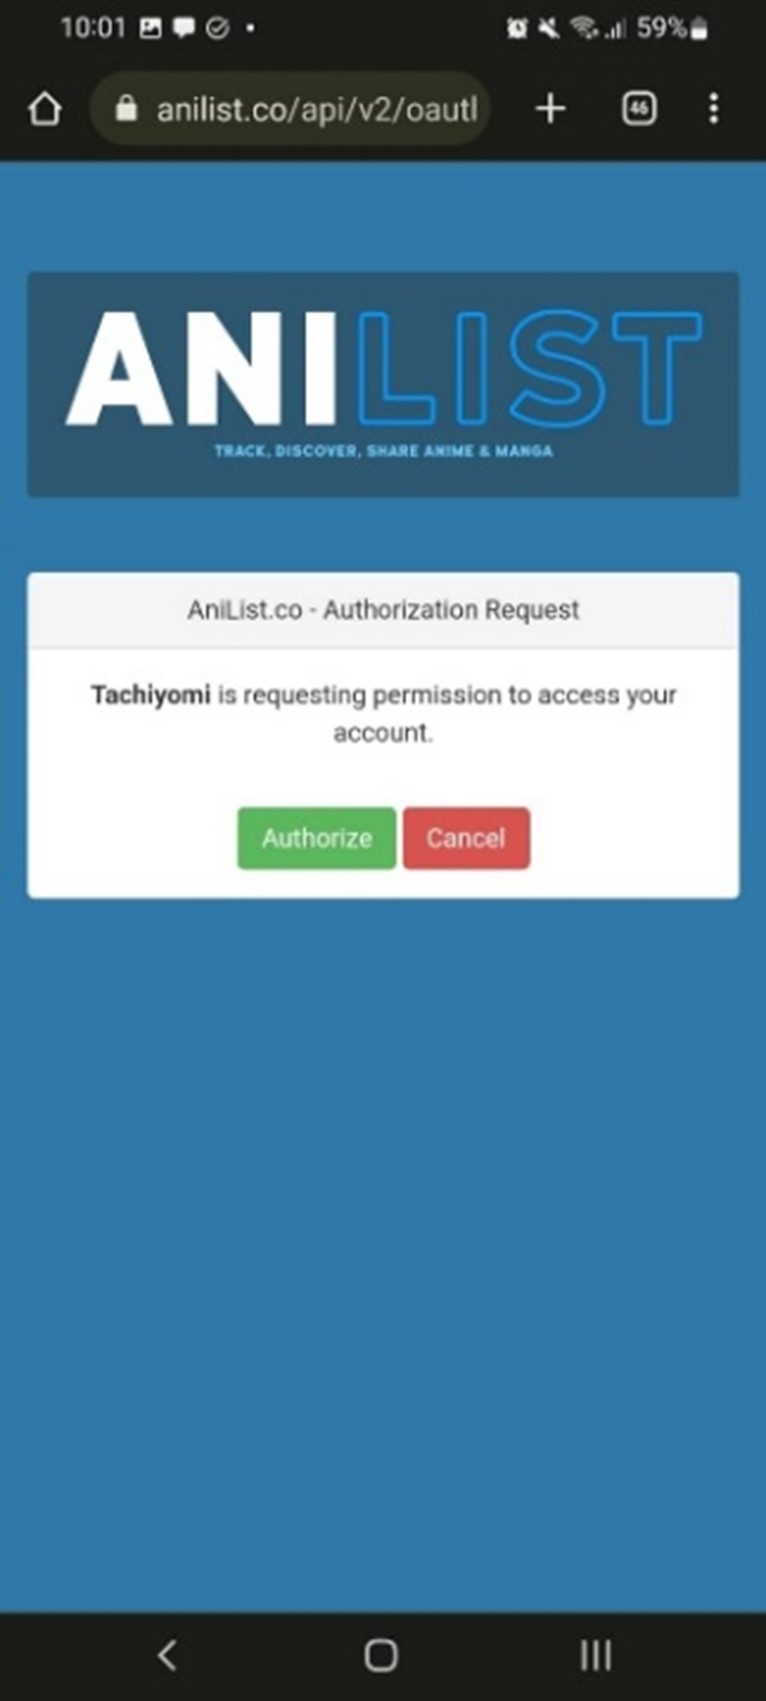 10:01
59%
anilist.co/api/v2/oautl
46
ANILIST
TRACK, DISCOVER, SHARE ANIME & MANGA
AniList.co - Authorization Request
Tachiyomi is requesting permission to access your
account.
Authorize Cancel